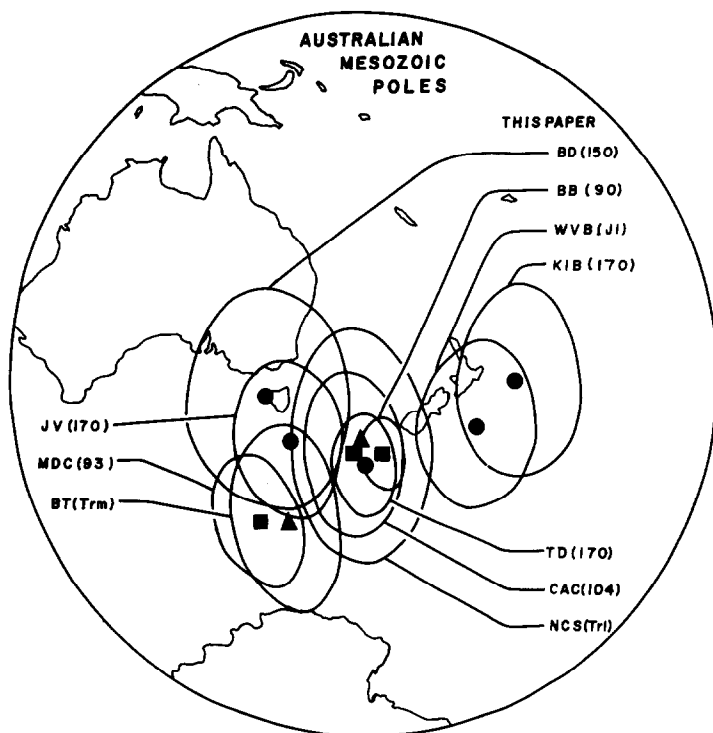 AUSTRALIAN
MESOZOIC
POLES
THIS PAPER
BD (150)
BB (90)
WVB (J1)
KIB (170)
JV (170)
MDC (93)
BT (Trm)
TD (170)
CAC (104)
NCS (Tr1)